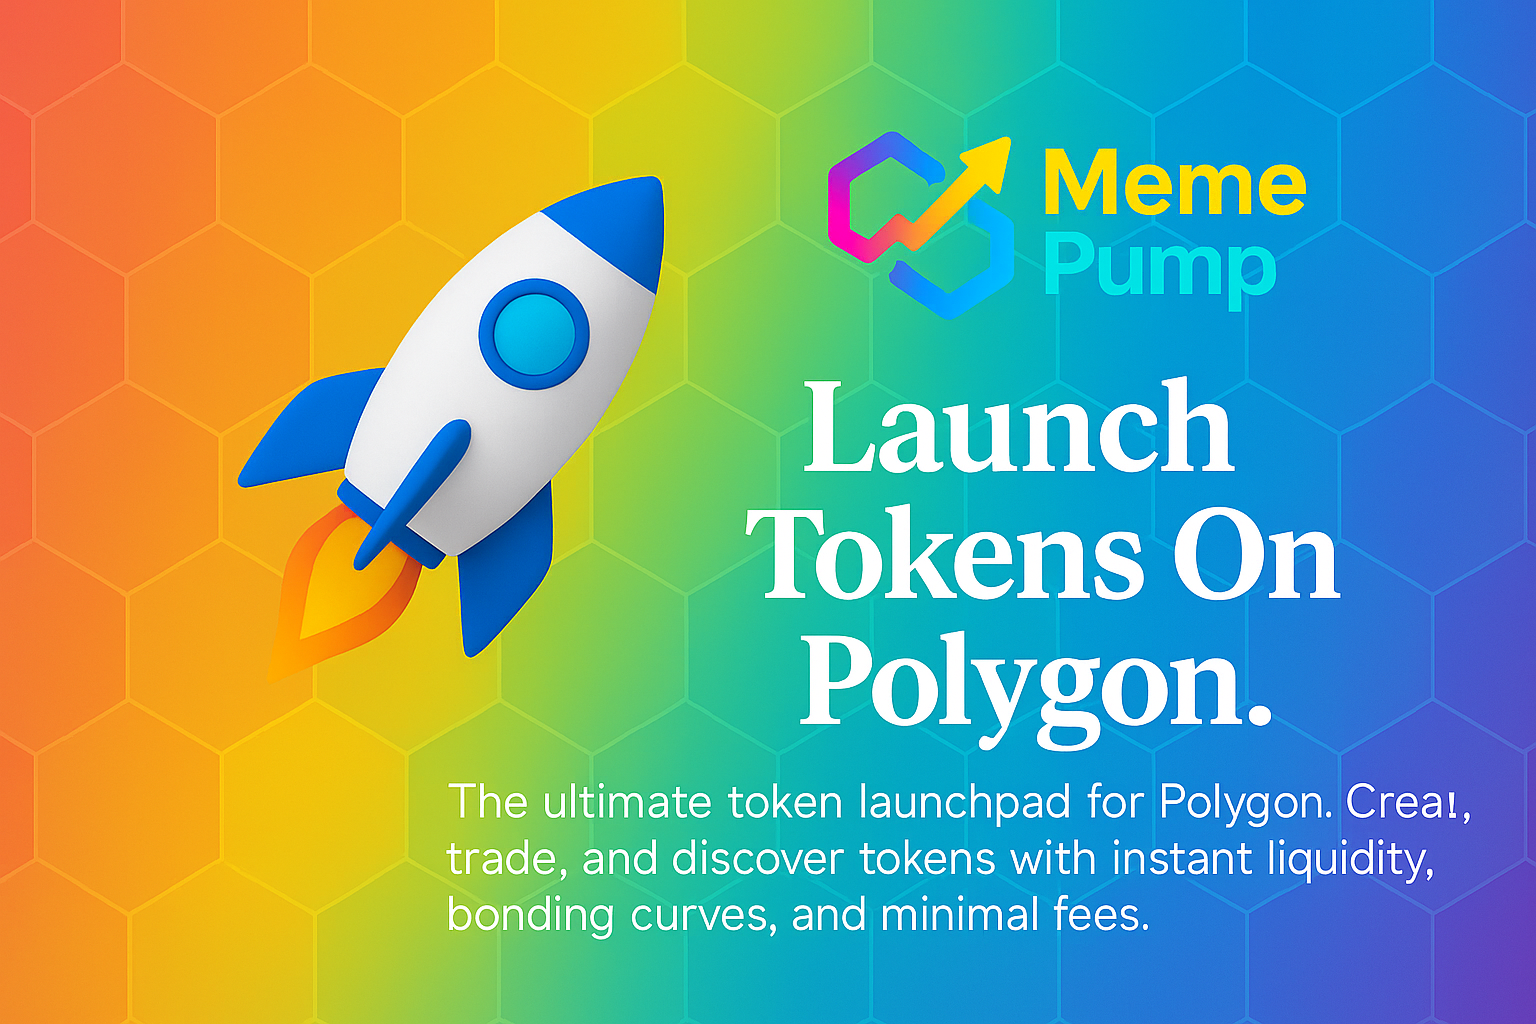 Meme
Pump
Launch
Tokens On
Polygon.
The ultimate token launchpad for Polygon. Crea!,
trade, and discover tokens with instant liquidity,
bonding curves, and minimal fees.